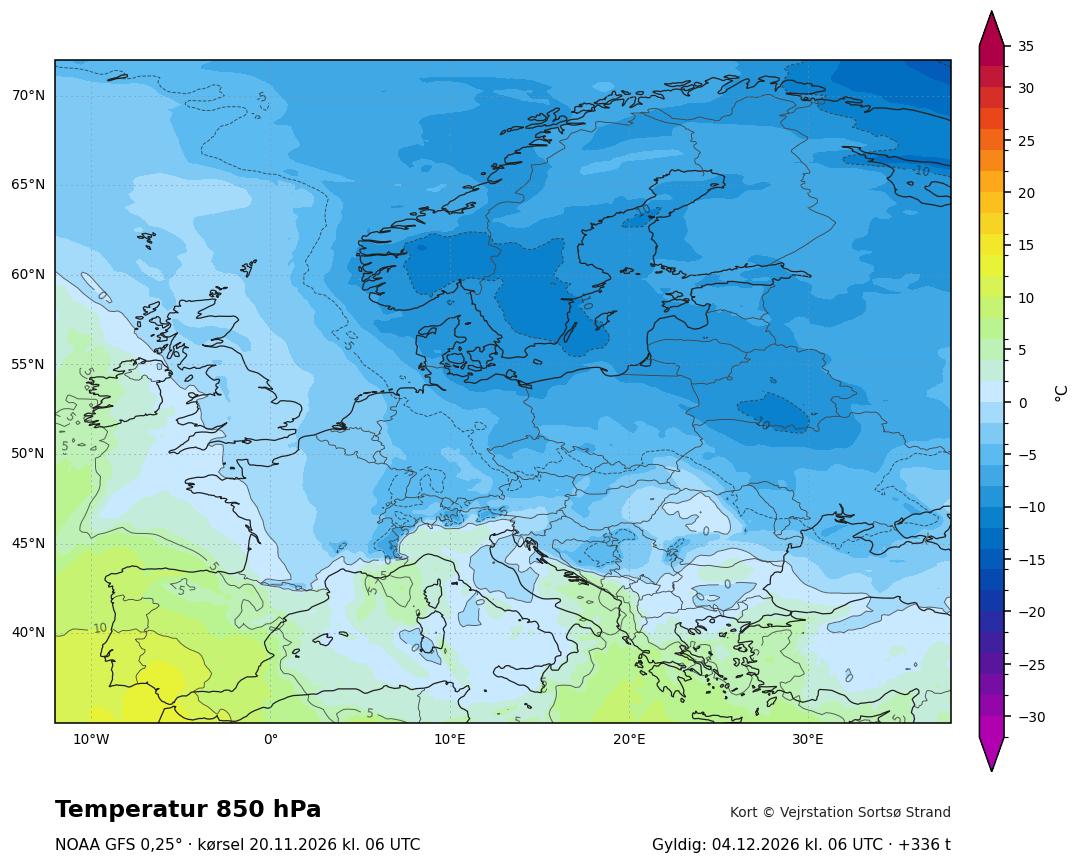 70°N
65°N
60°N
55°N
50°N
45°N
40°N
10°W
0°
10°E
20°E
30°E
35
30
25
20
15
10
5
0
−5
−10
−15
−20
−25
−30
°C
Temperatur 850 hPa
Kort © Vejrstation Sortsø Strand
NOAA GFS 0,25° · kørsel 20.11.2026 kl. 06 UTC
Gyldig: 04.12.2026 kl. 06 UTC · +336 t